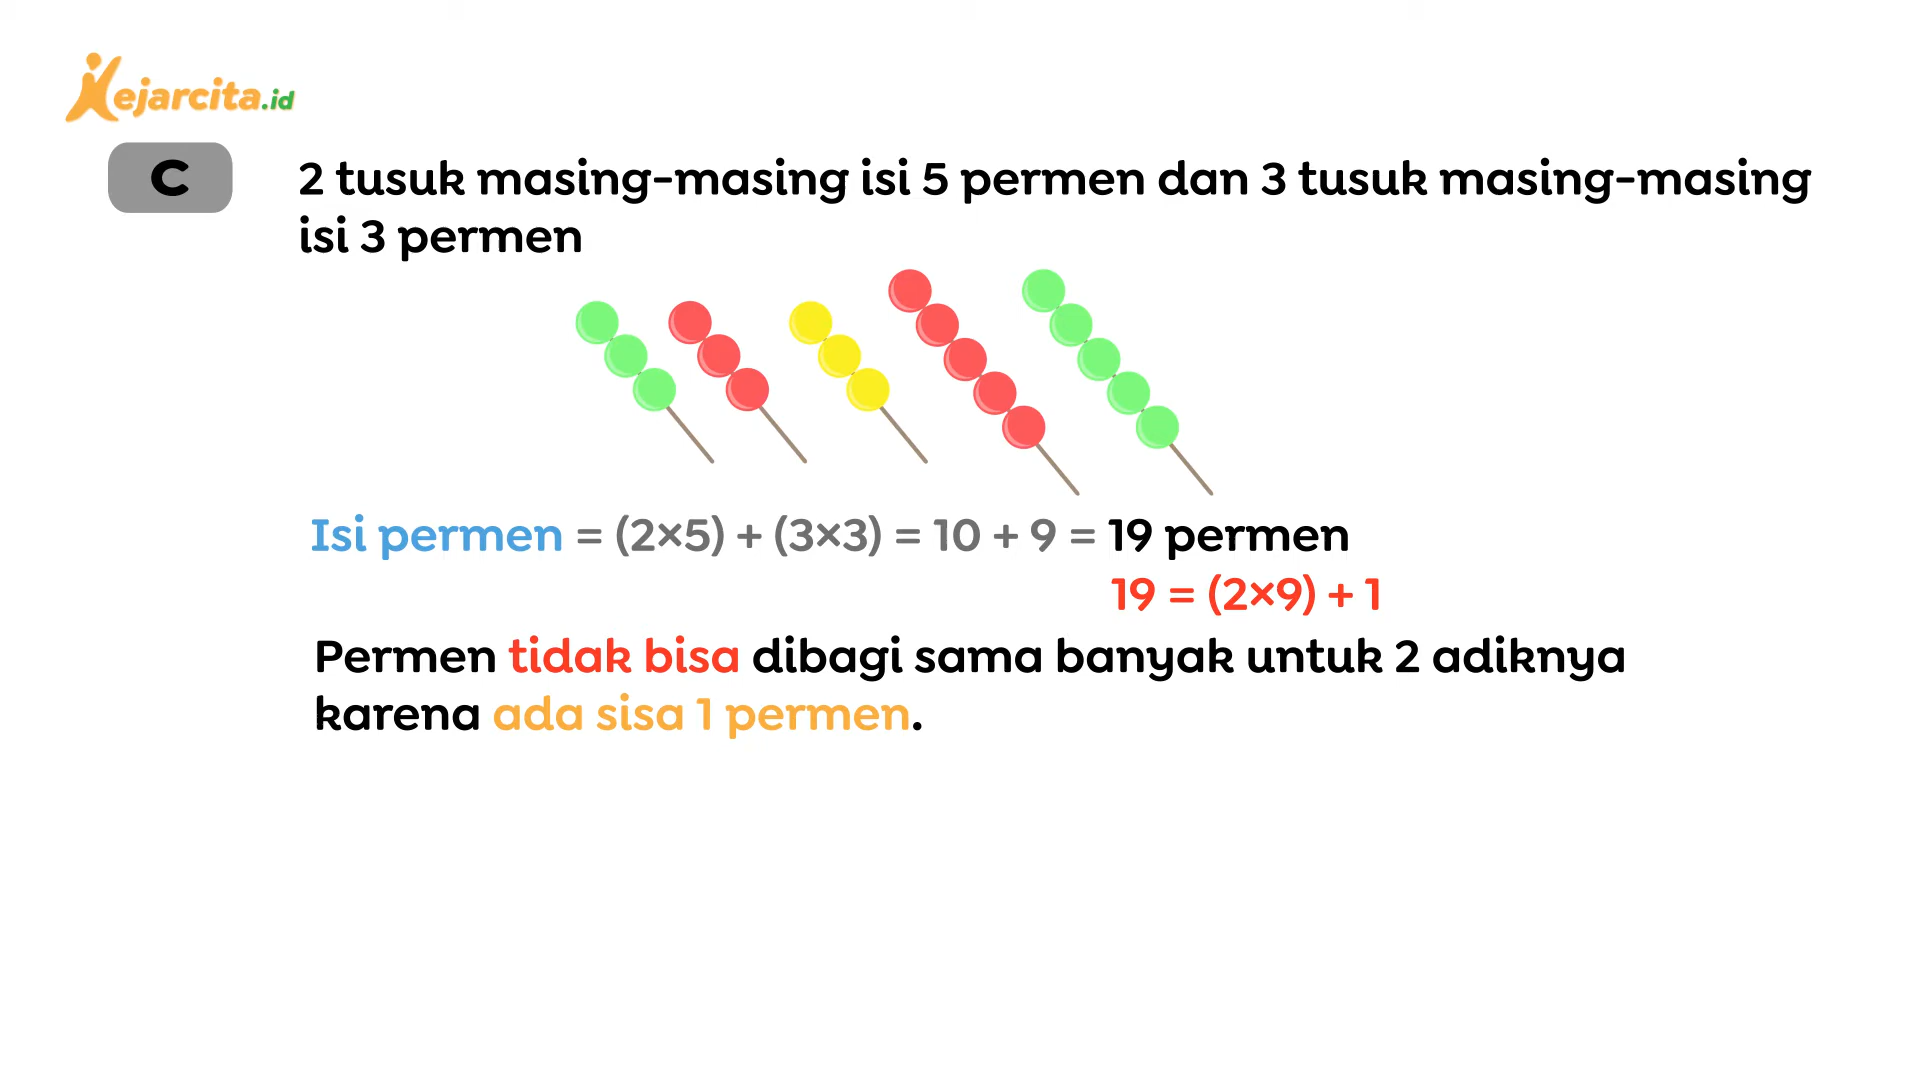 Kejarcita.id
C
2 tusuk masing-masing isi 5 permen dan 3 tusuk masing-masing
isi 3 permen
Isi permen = (2×5) + (3×3) = 10 + 9 = 19 permen
19 = (2×9) + 1
Permen tidak bisa dibagi sama banyak untuk 2 adiknya
karena ada sisa 1 permen.